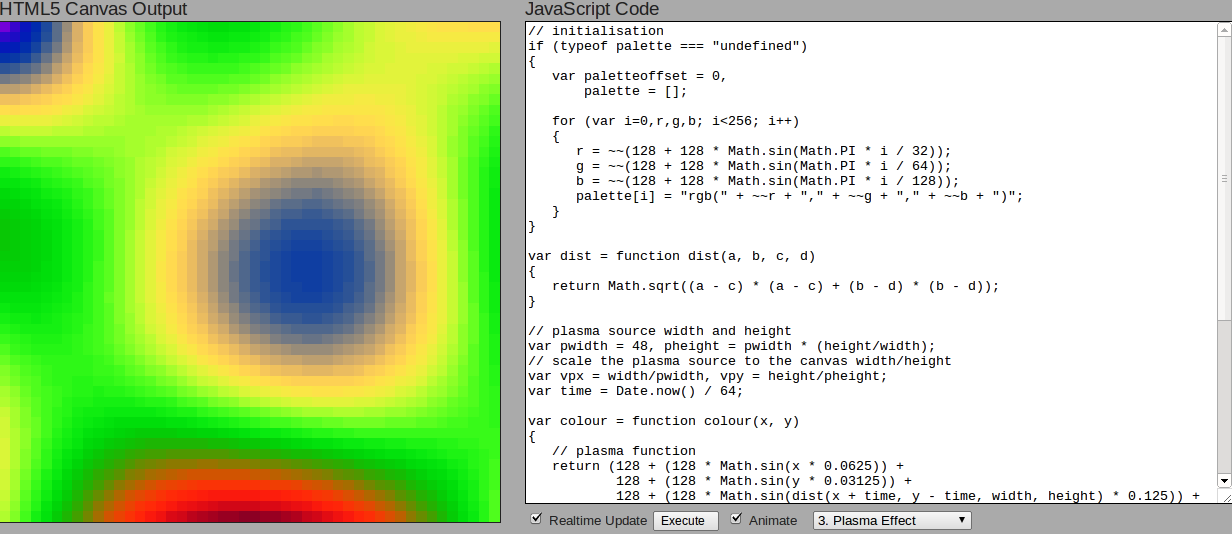 HTML5 Canvas Output
JavaScript Code
// initialisation
if (typeof palette === "undefined")
{
   var paletteoffset = 0,
       palette = [];

   for (var i=0,r,g,b; i<256; i++)
   {
      r = ~~(128 + 128 * Math.sin(Math.PI * i / 32));
      g = ~~(128 + 128 * Math.sin(Math.PI * i / 64));
      b = ~~(128 + 128 * Math.sin(Math.PI * i / 128));
      palette[i] = "rgb(" + ~~r + "," + ~~g + "," + ~~b + ")";
   }
}

var dist = function dist(a, b, c, d)
{
   return Math.sqrt((a - c) * (a - c) + (b - d) * (b - d));
}

// plasma source width and height
var pwidth = 48, pheight = pwidth * (height/width);
// scale the plasma source to the canvas width/height
var vpx = width/pwidth, vpy = height/pheight;
var time = Date.now() / 64;

var colour = function colour(x, y)
{
   // plasma function
   return (128 + (128 * Math.sin(x * 0.0625)) +
           128 + (128 * Math.sin(y * 0.03125)) +
           128 + (128 * Math.sin(dist(x + time, y - time, width, height) * 0.125)) +
Realtime Update Execute Animate 3. Plasma Effect